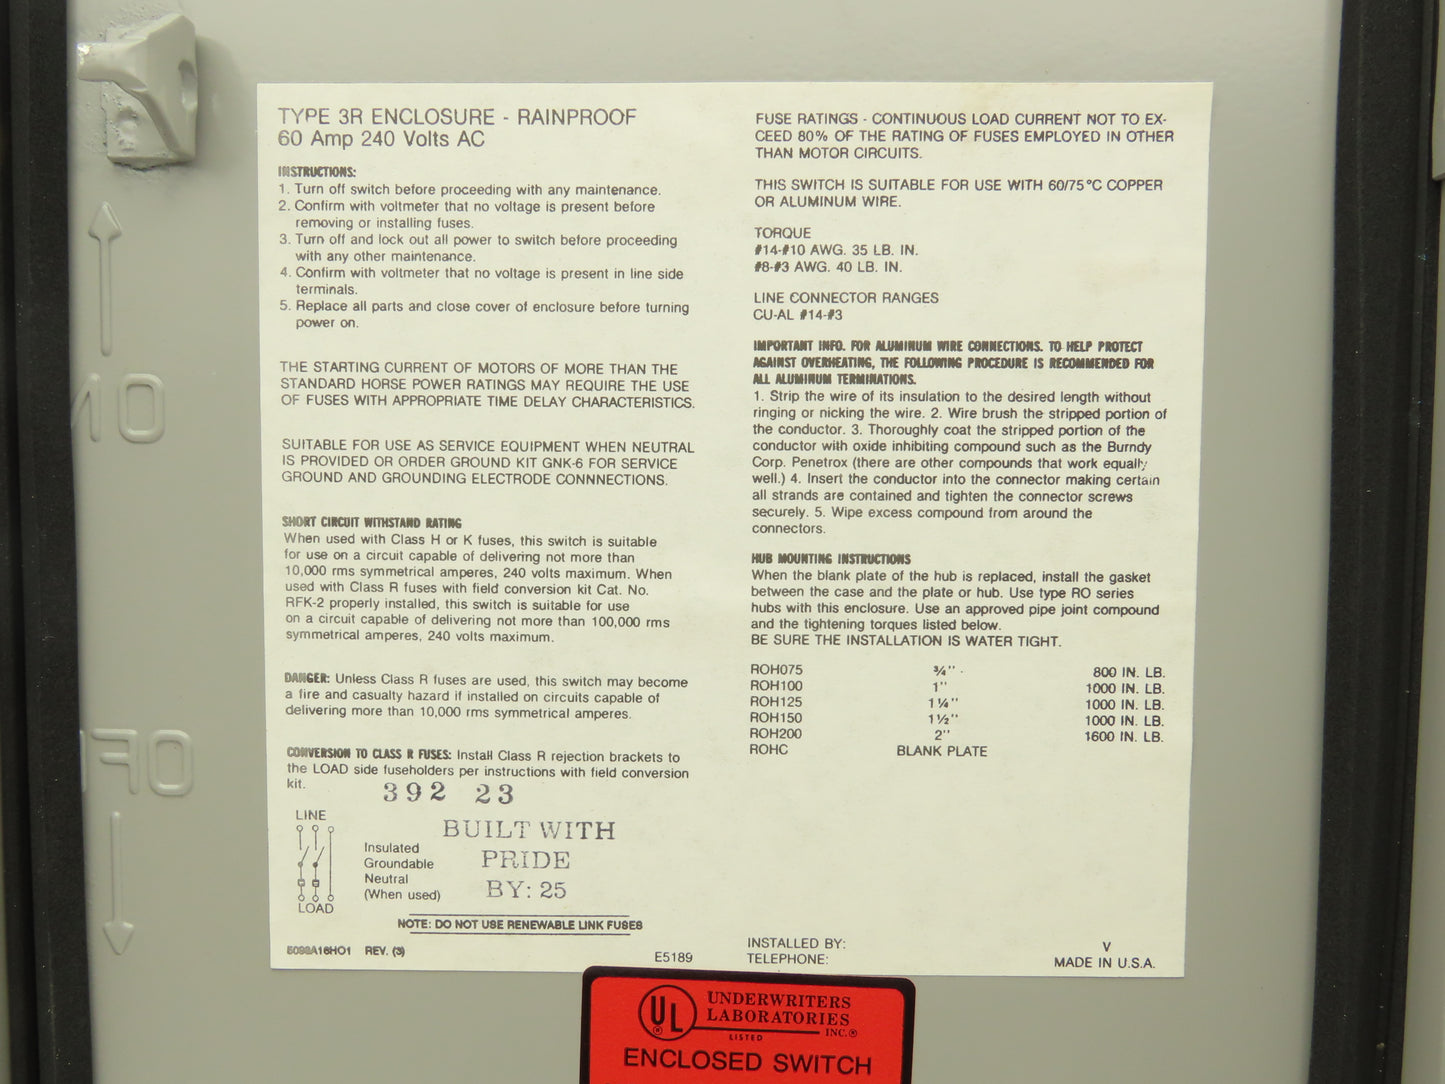 TYPE 3R ENCLOSURE - RAINPROOF
60 Amp 240 Volts AC
INSTRUCTIONS:
1. Turn off switch before proceeding with any maintenance.
2. Confirm with voltmeter that no voltage is present before
removing or installing fuses.
3. Turn off and lock out all power to switch before proceeding
with any other maintenance.
4. Confirm with voltmeter that no voltage is present in line side
terminals.
5. Replace all parts and close cover of enclosure before turning
power on.
THE STARTING CURRENT OF MOTORS OF MORE THAN THE
STANDARD HORSE POWER RATINGS MAY REQUIRE THE USE
OF FUSES WITH APPROPRIATE TIME DELAY CHARACTERISTICS.
SUITABLE FOR USE AS SERVICE EQUIPMENT WHEN NEUTRAL
IS PROVIDED OR ORDER GROUND KIT GNK-6 FOR SERVICE
GROUND AND GROUNDING ELECTRODE CONNNECTIONS.
SHORT CIRCUIT WITHSTAND RATING
When used with Class H or K fuses, this switch is suitable
for use on a circuit capable of delivering not more than
10,000 rms symmetrical amperes, 240 volts maximum. When
used with Class R fuses with field conversion kit Cat. No.
RFK-2 properly installed, this switch is suitable for use
on a circuit capable of delivering not more than 100,000 rms
symmetrical amperes, 240 volts maximum.
DANGER: Unless Class R fuses are used, this switch may become
a fire and casualty hazard if installed on circuits capable of
delivering more than 10,000 rms symmetrical amperes.
CONVERSION TO CLASS R FUSES: Install Class R rejection brackets to
the LOAD side fuseholders per instructions with field conversion
kit.
392 23
LINE
BUILT WITH
PRIDE
BY: 25
Insulated
Groundable
Neutral
(When used)
LOAD
NOTE: DO NOT USE RENEWABLE LINK FUSES
REV. (3)
E5189
FUSE RATINGS - CONTINUOUS LOAD CURRENT NOT TO EX-
CEED 80% OF THE RATING OF FUSES EMPLOYED IN OTHER
THAN MOTOR CIRCUITS.
THIS SWITCH IS SUITABLE FOR USE WITH 60/75°C COPPER
OR ALUMINUM WIRE.
TORQUE
#14-#10 AWG. 35 LB. IN.
#8-#3 AWG. 40 LB. IN.
LINE CONNECTOR RANGES
CU-AL #14-#3
IMPORTANT INFO. FOR ALUMINUM WIRE CONNECTIONS. TO HELP PROTECT
AGAINST OVERHEATING, THE FOLLOWING PROCEDURE IS RECOMMENDED FOR
ALL ALUMINUM TERMINATIONS.
1. Strip the wire of its insulation to the desired length without
ringing or nicking the wire. 2. Wire brush the stripped portion of
the conductor. 3. Thoroughly coat the stripped portion of the
conductor with oxide inhibiting compound such as the Burndy
Corp. Penetrox (there are other compounds that work equally
well.) 4. Insert the conductor into the connector making certain
all strands are contained and tighten the connector screws
securely. 5. Wipe excess compound from around the
connectors.
HUB MOUNTING INSTRUCTIONS
When the blank plate of the hub is replaced, install the gasket
between the case and the plate or hub. Use type RO series
hubs with this enclosure. Use an approved pipe joint compound
and the tightening torques listed below.
BE SURE THE INSTALLATION IS WATER TIGHT.
ROH075 ¾" 800 IN. LB.
ROH100 1" 1000 IN. LB.
ROH125 1¼" 1000 IN. LB.
ROH150 1½" 1000 IN. LB.
ROH200 2" 1600 IN. LB.
ROHC BLANK PLATE
INSTALLED BY:
TELEPHONE:
V
MADE IN U.S.A.
UL ®
UNDERWRITERS
LABORATORIES
INC.®
LISTED
ENCLOSED SWITCH
ON
OFF